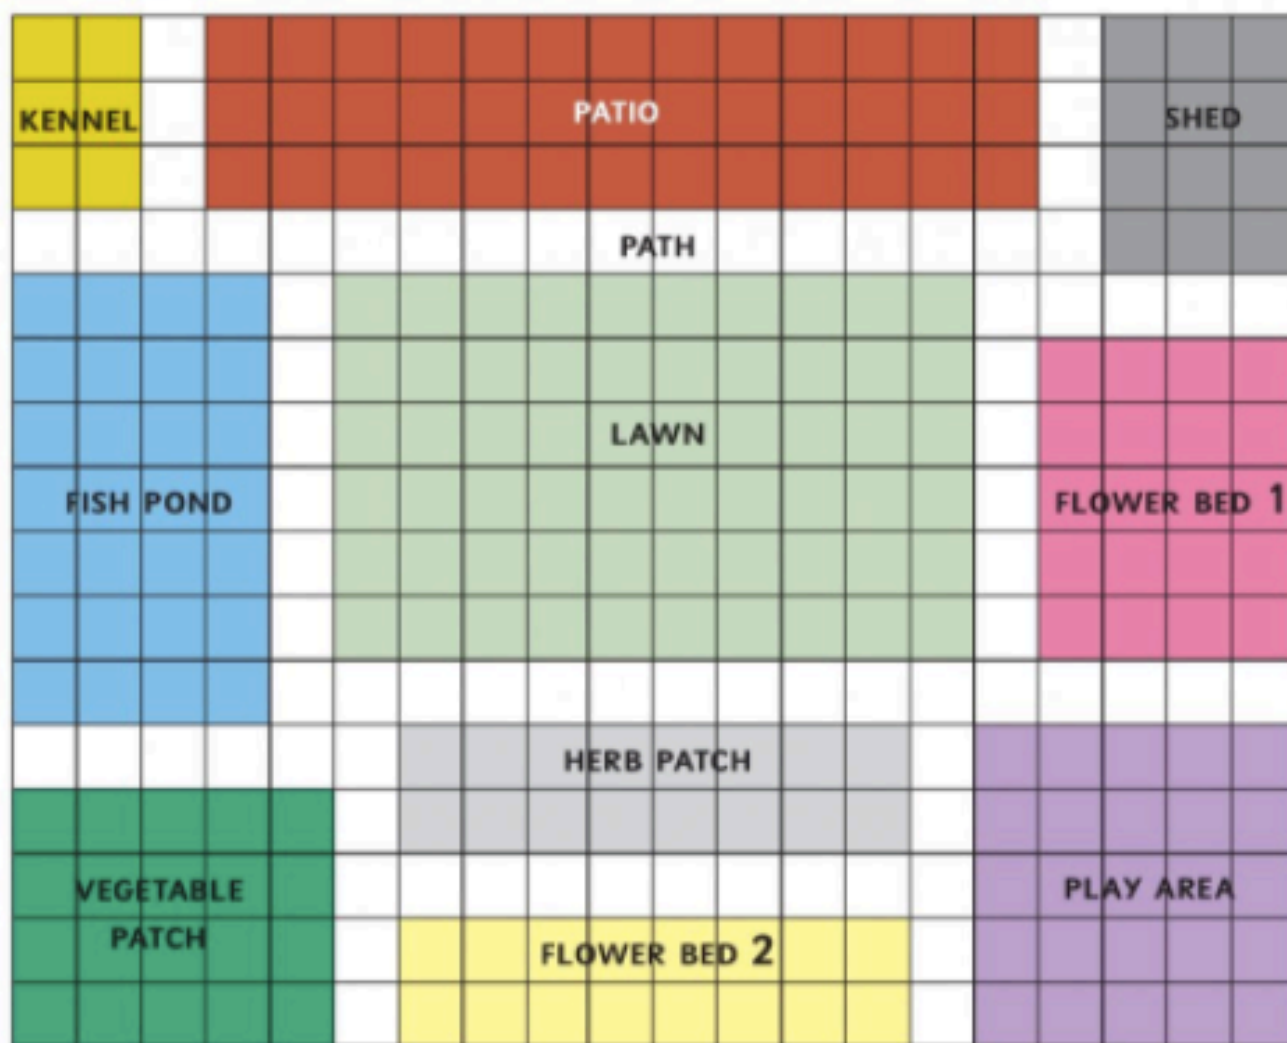 KENNEL
PATIO
SHED
PATH
LAWN
FISH POND
FLOWER BED 1
HERB PATCH
VEGETABLE
PATCH
PLAY AREA
FLOWER BED 2